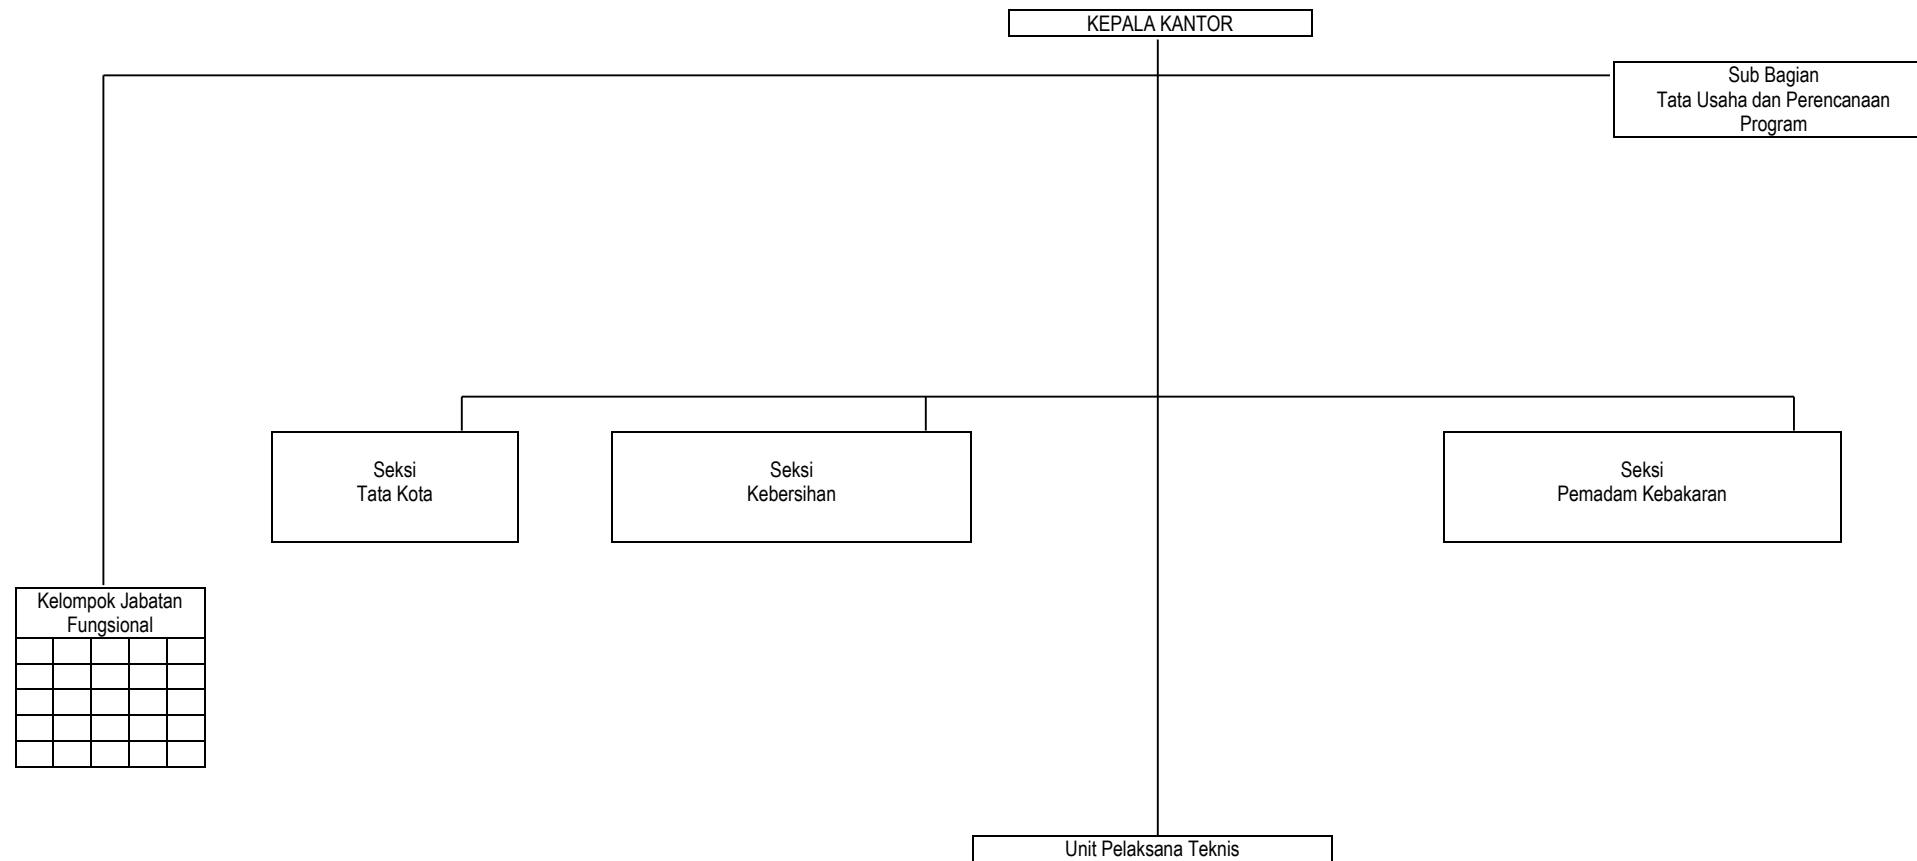 KEPALA KANTOR
Sub Bagian
Tata Usaha dan Perencanaan
Program
Seksi
Tata Kota
Seksi
Kebersihan
Seksi
Pemadam Kebakaran
Kelompok Jabatan
Fungsional
Unit Pelaksana Teknis